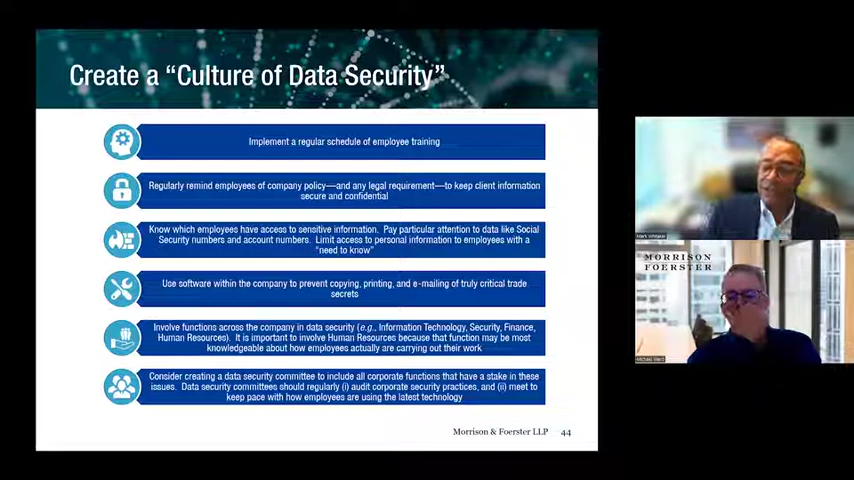 Create a “Culture of Data Security”
Implement a regular schedule of employee training
Regularly remind employees of company policy—and any legal requirement—to keep client information
secure and confidential
Know which employees have access to sensitive information. Pay particular attention to data like Social
Security numbers and account numbers. Limit access to personal information to employees with a
“need to know”
Use software within the company to prevent copying, printing, and e-mailing of truly critical trade
secrets
Involve functions across the company in data security (e.g., Information Technology, Security, Finance,
Human Resources). It is important to involve Human Resources because that function may be most
knowledgeable about how employees actually are carrying out their work
Consider creating a data security committee to include all corporate functions that have a stake in these
issues. Data security committees should regularly (i) audit corporate security practices, and (ii) meet to
keep pace with how employees are using the latest technology
Morrison & Foerster LLP 44
Mark Whitaker
MORRISON
FOERSTER
Michael Ward